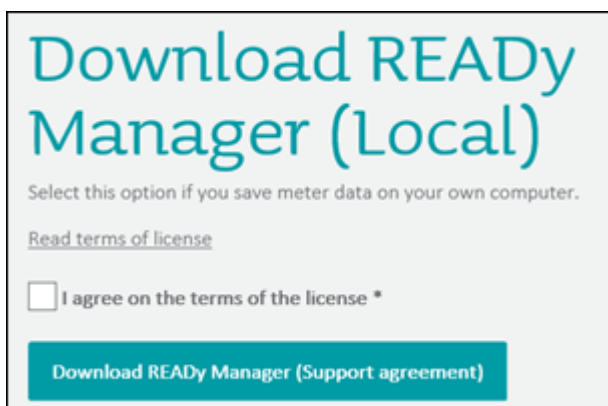 Download READy
Manager (Local)
Select this option if you save meter data on your own computer.
Read terms of license
I agree on the terms of the license *
Download READy Manager (Support agreement)